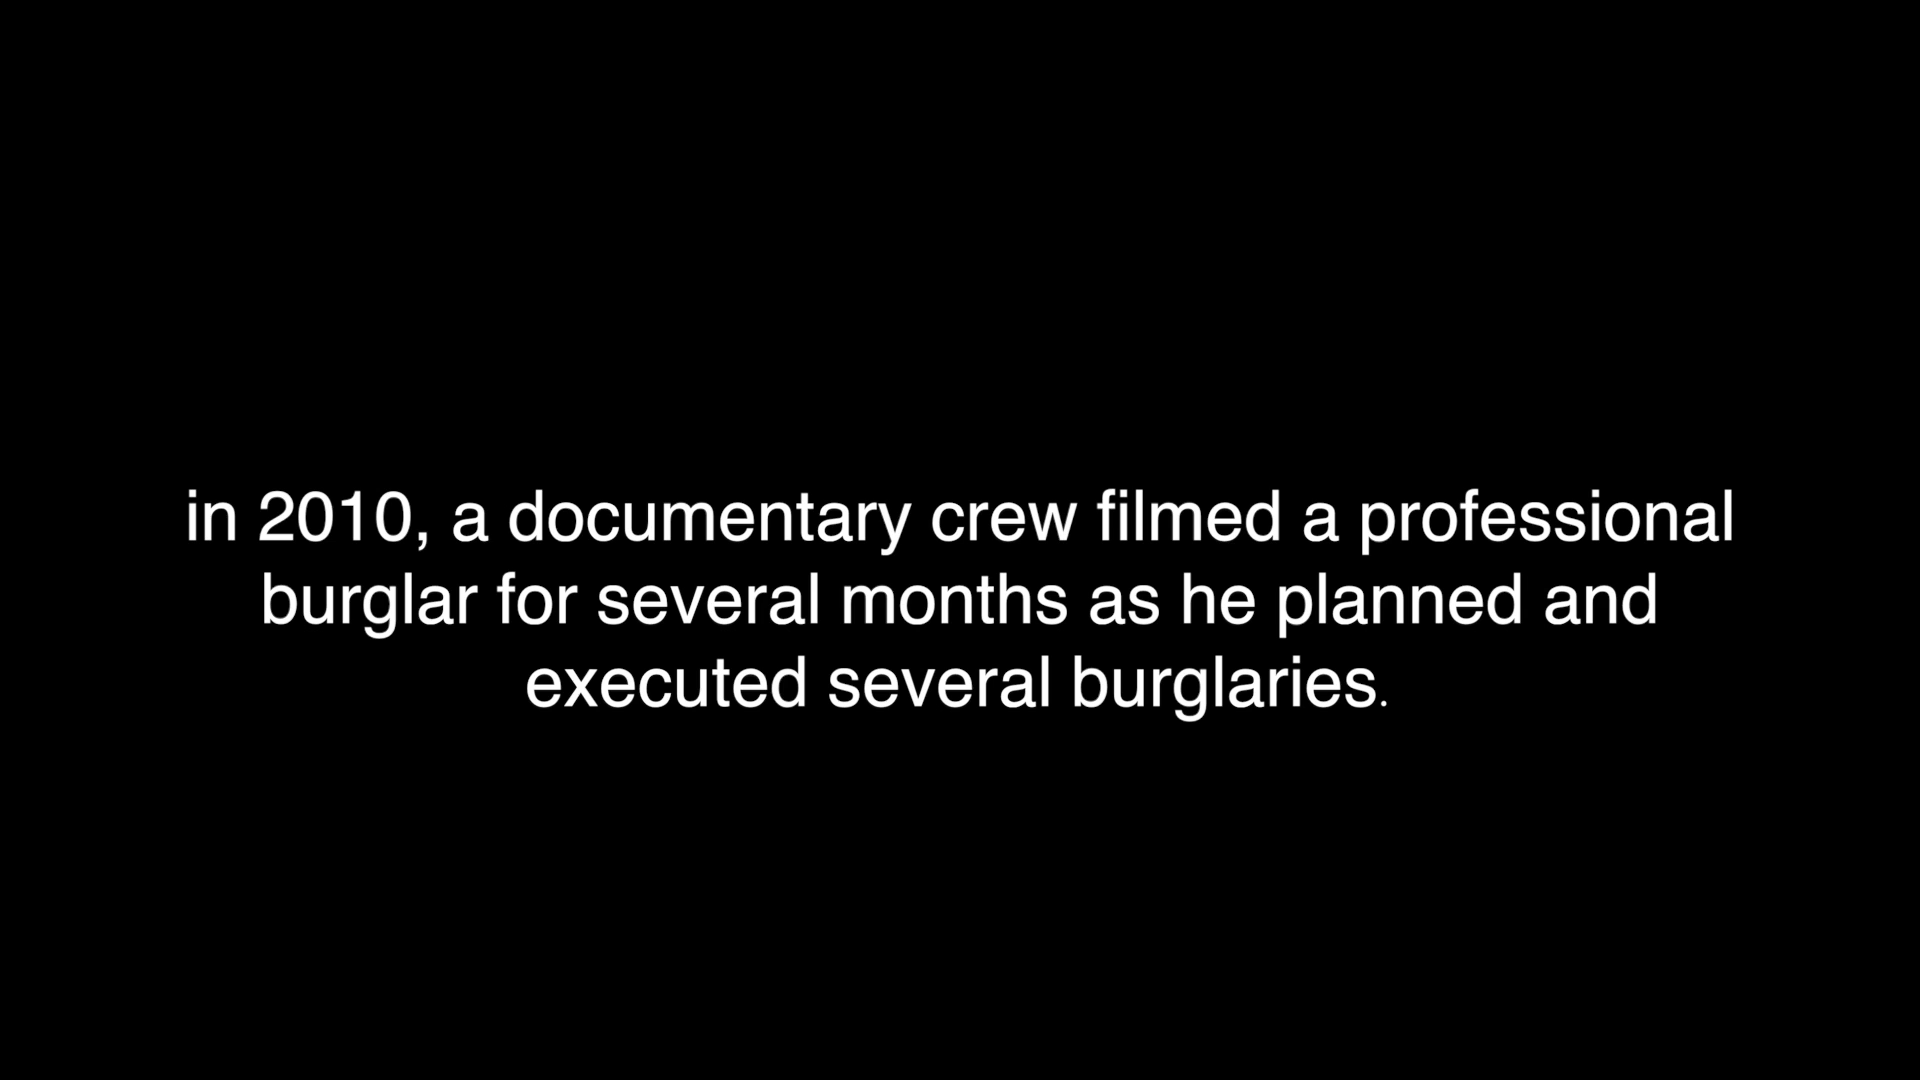 in 2010, a documentary crew filmed a professional
burglar for several months as he planned and
executed several burglaries.